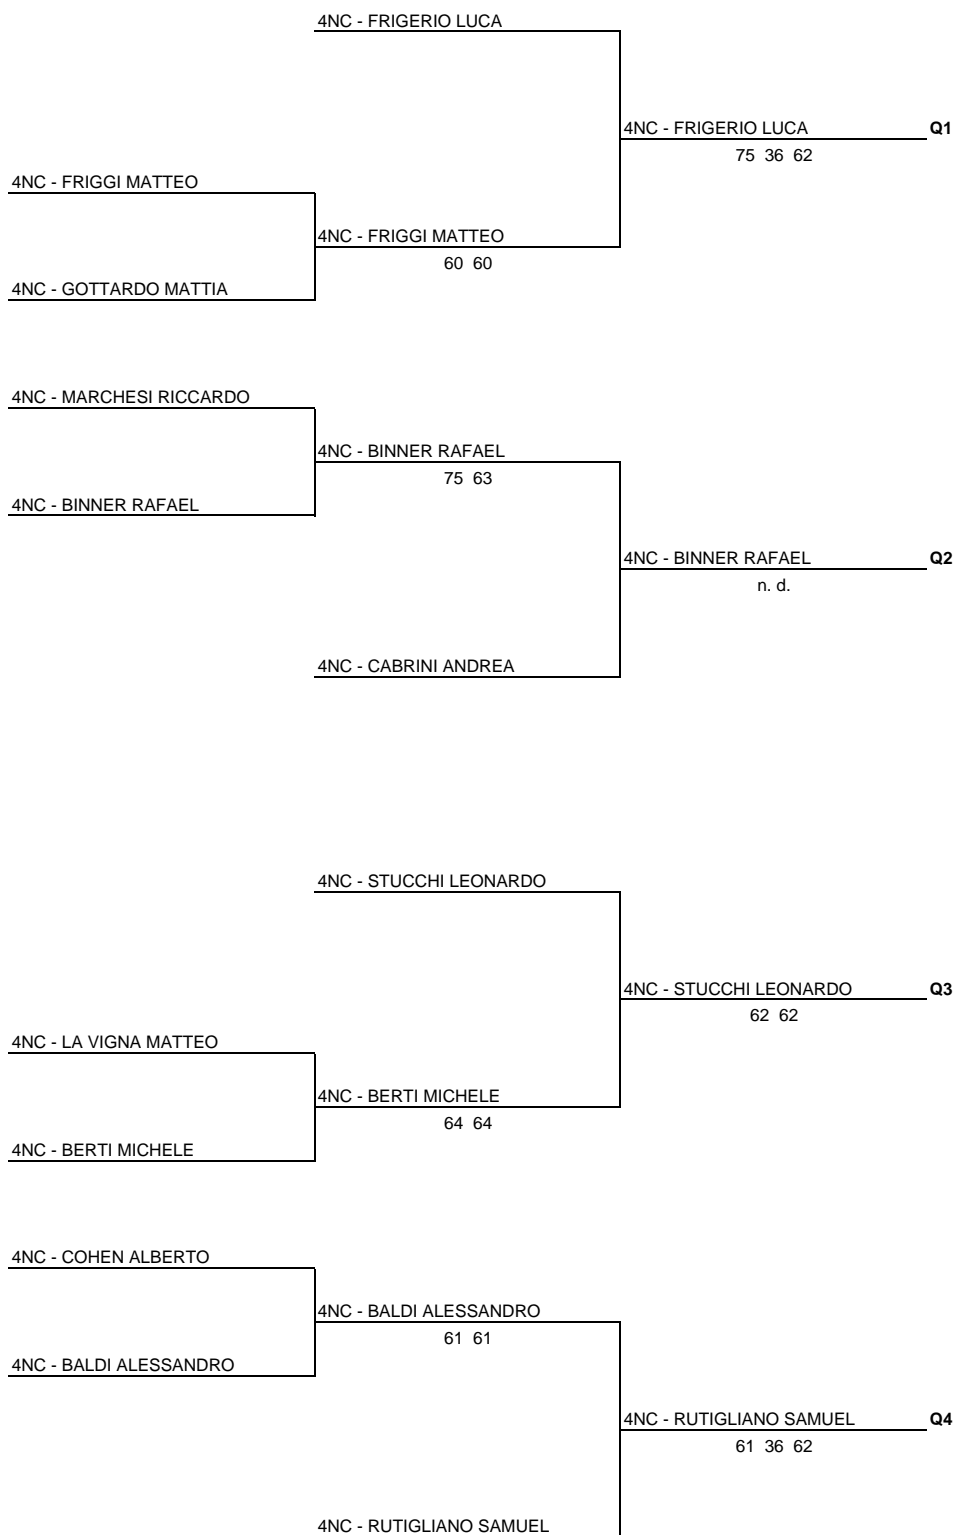 4NC - FRIGERIO LUCA
4NC - FRIGERIO LUCA Q1
75 36 62
4NC - FRIGGI MATTEO
4NC - FRIGGI MATTEO
60 60
4NC - GOTTARDO MATTIA
4NC - MARCHESI RICCARDO
4NC - BINNER RAFAEL
75 63
4NC - BINNER RAFAEL
4NC - BINNER RAFAEL Q2
n. d.
4NC - CABRINI ANDREA
4NC - STUCCHI LEONARDO
4NC - STUCCHI LEONARDO Q3
62 62
4NC - LA VIGNA MATTEO
4NC - BERTI MICHELE
64 64
4NC - BERTI MICHELE
4NC - COHEN ALBERTO
4NC - BALDI ALESSANDRO
61 61
4NC - BALDI ALESSANDRO
4NC - RUTIGLIANO SAMUEL Q4
61 36 62
4NC - RUTIGLIANO SAMUEL